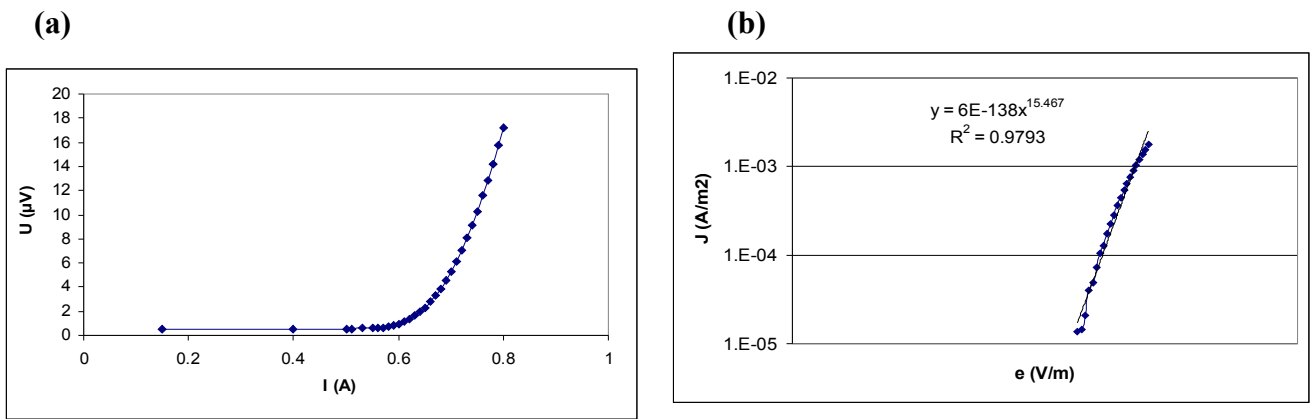 (a)
(b)
20
18
16
14
12
10
8
6
4
2
0
U (µV)
0 0.2 0.4 0.6 0.8 1
I (A)
1.E-02
1.E-03
1.E-04
1.E-05
J (A/m2)
y = 6E-138x^15.467
R² = 0.9793
e (V/m)